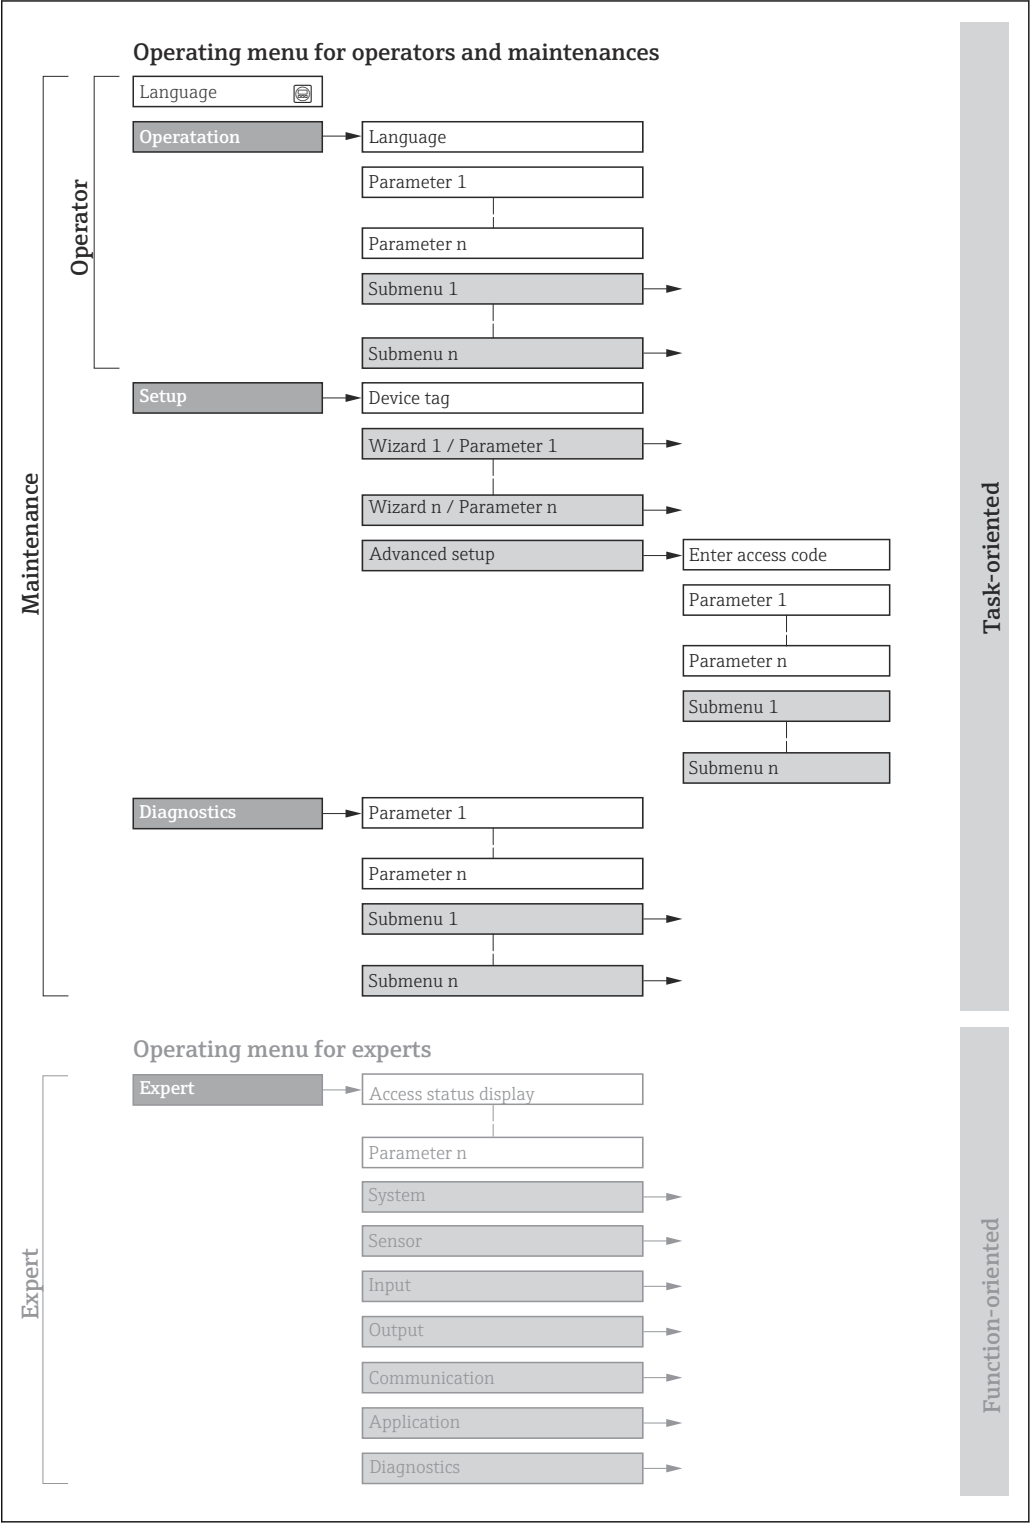 Operating menu for operators and maintenances
Language
Operatation
Language
Parameter 1
Parameter n
Submenu 1
Submenu n
Operator
Setup
Device tag
Wizard 1 / Parameter 1
Wizard n / Parameter n
Advanced setup
Enter access code
Parameter 1
Parameter n
Submenu 1
Submenu n
Diagnostics
Parameter 1
Parameter n
Submenu 1
Submenu n
Maintenance
Task-oriented
Operating menu for experts
Expert
Access status display
Parameter n
System
Sensor
Input
Output
Communication
Application
Diagnostics
Expert
Function-oriented